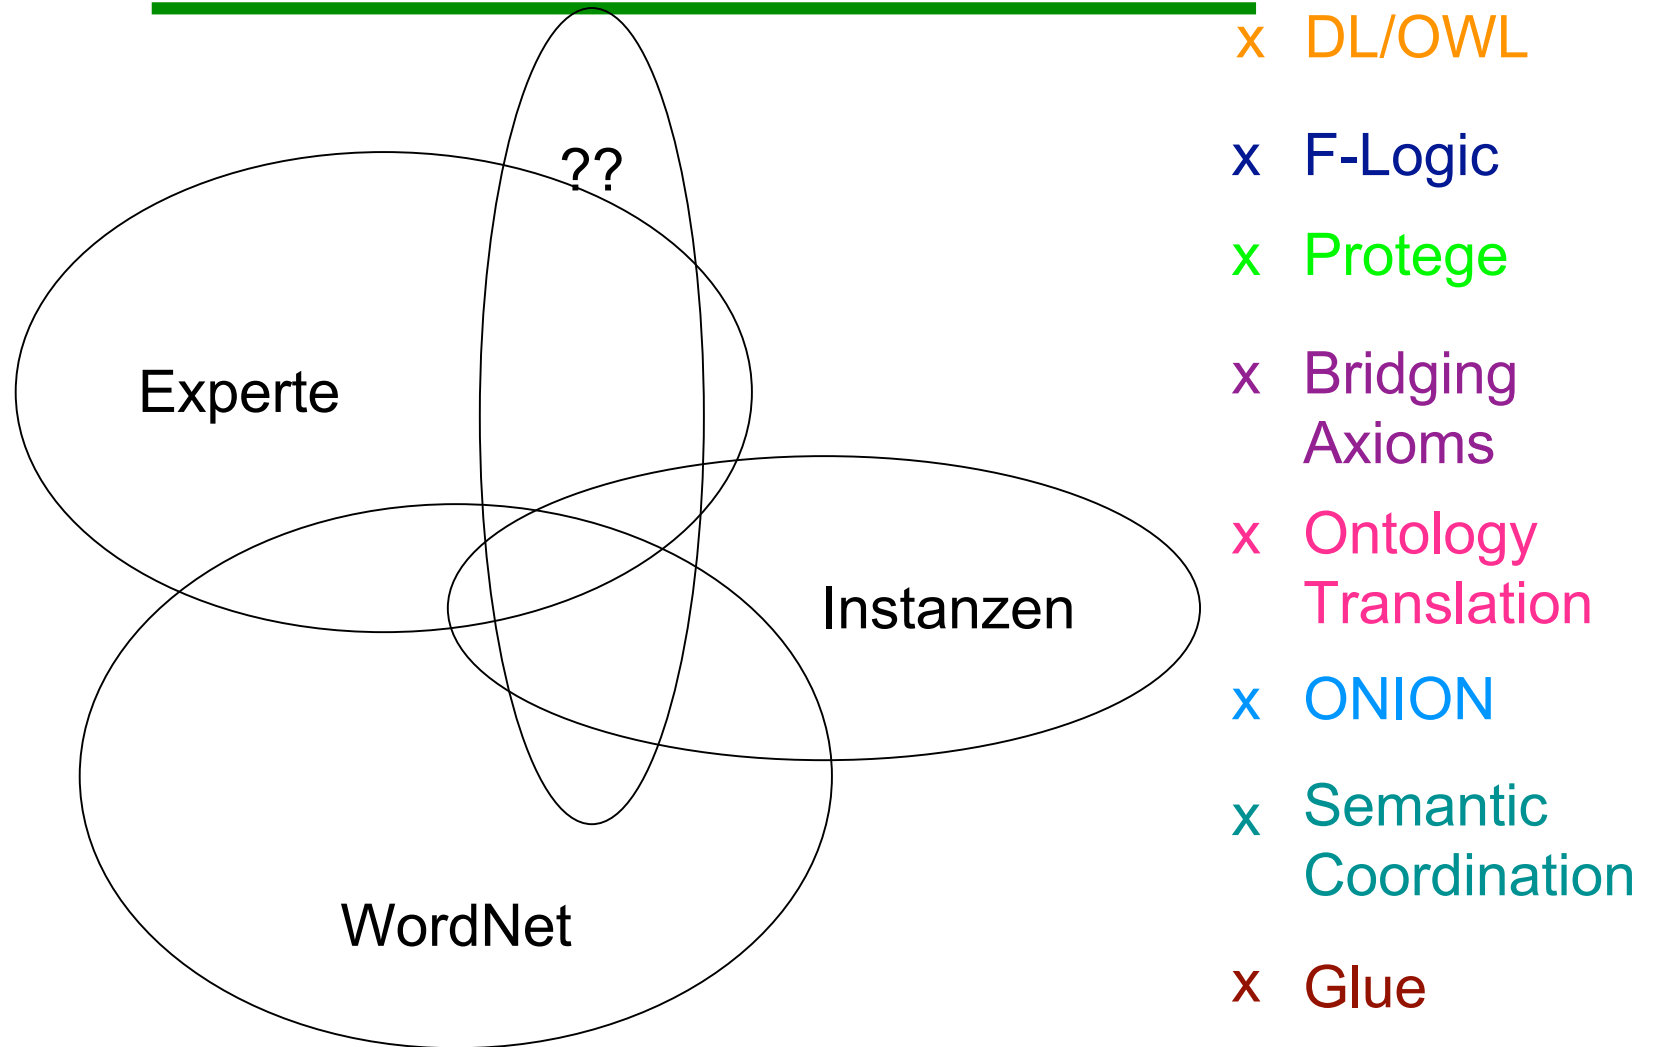 ??
Experte
Instanzen
WordNet
x DL/OWL
x F-Logic
x Protege
x Bridging
Axioms
x Ontology
Translation
x ONION
x Semantic
Coordination
x Glue